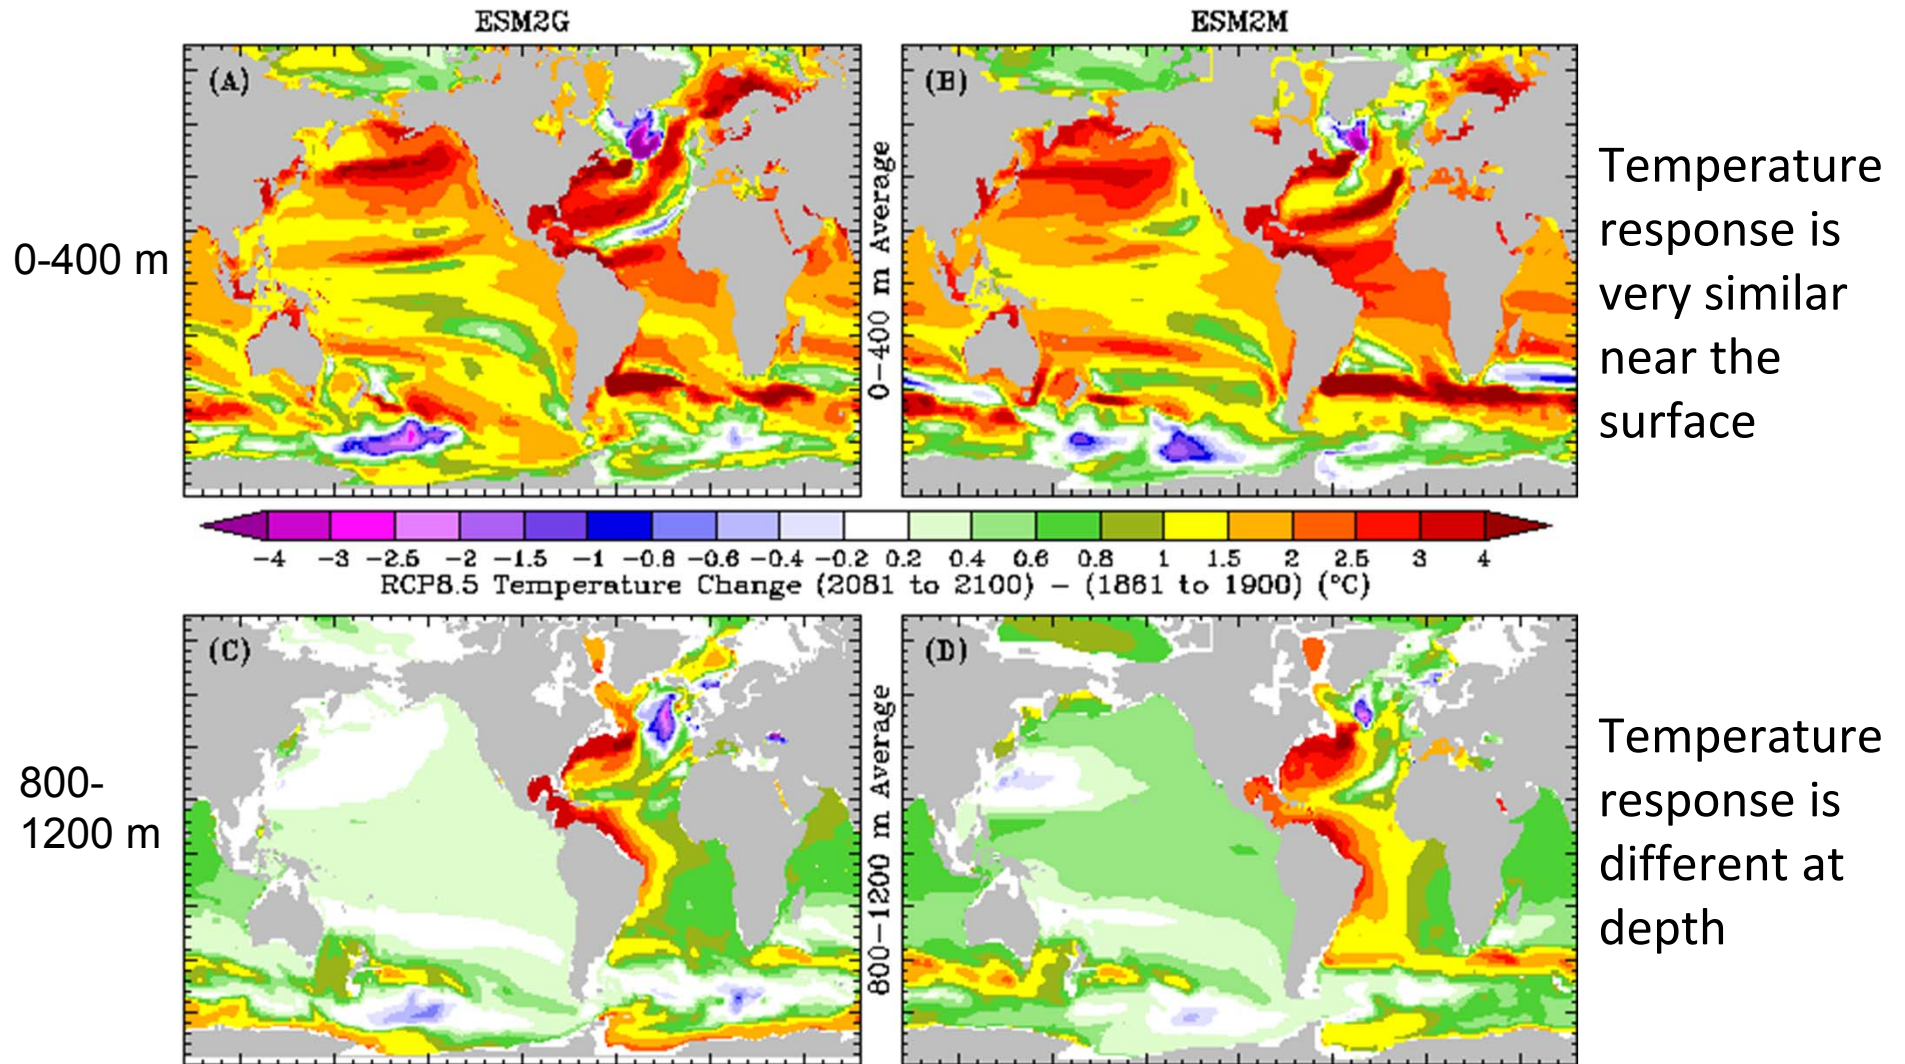 ESM2G
ESM2M
(A)
(B)
0-400 m
0-400 m Average
Temperature
response is
very similar
near the
surface
-4 -3 -2.5 -2 -1.5 -1 -0.8 -0.6 -0.4 -0.2 0.2 0.4 0.6 0.8 1 1.5 2 2.5 3 4
RCP8.5 Temperature Change (2081 to 2100) - (1861 to 1900) (°C)
(C)
(D)
800-
1200 m
800-1200 m Average
Temperature
response is
different at
depth